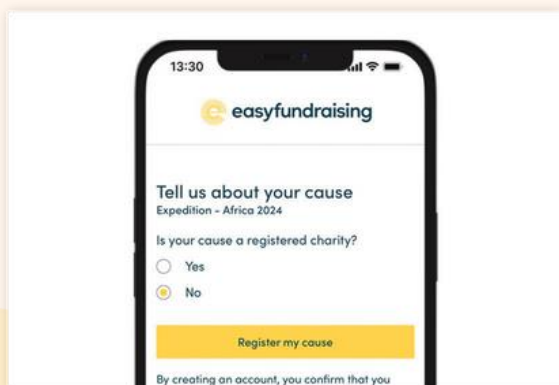 13:30
easyfundraising
Tell us about your cause
Expedition - Africa 2024
Is your cause a registered charity?
Yes
No
Register my cause
By creating an account, you confirm that you